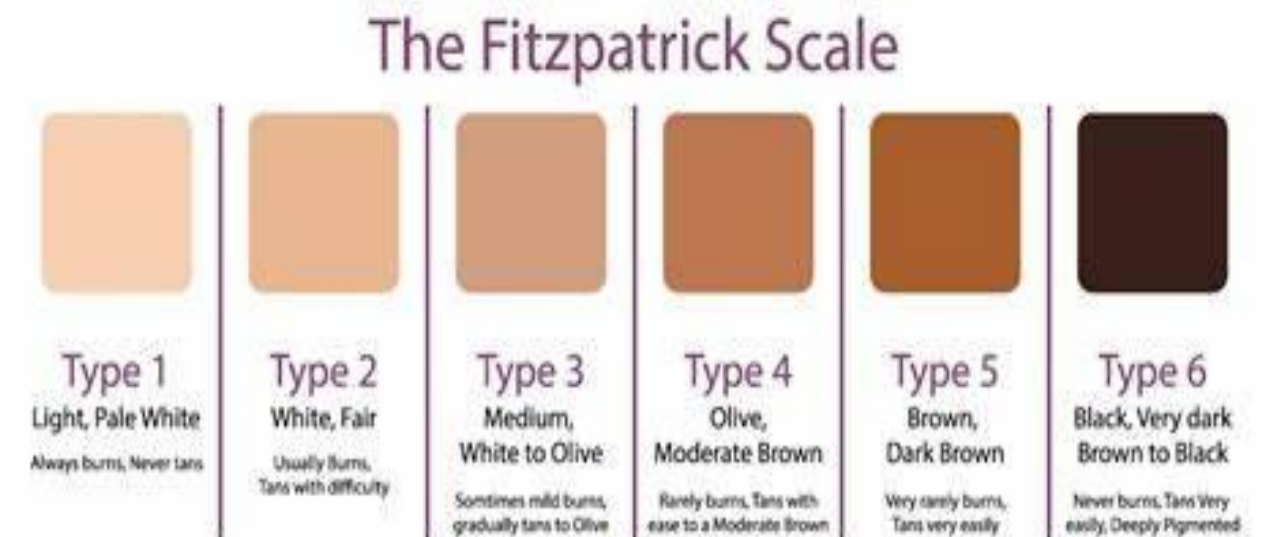 The Fitzpatrick Scale
Type 1
Light, Pale White
Always burns, Never tans
Type 2
White, Fair
Usually Burns,
Tans with difficulty
Type 3
Medium,
White to Olive
Somtimes mild burns,
gradually tans to Olive
Type 4
Olive,
Moderate Brown
Rarely burns, Tans with
ease to a Moderate Brown
Type 5
Brown,
Dark Brown
Very rarely burns,
Tans very easily
Type 6
Black, Very dark
Brown to Black
Never burns, Tans Very
easily, Deeply Pigmented